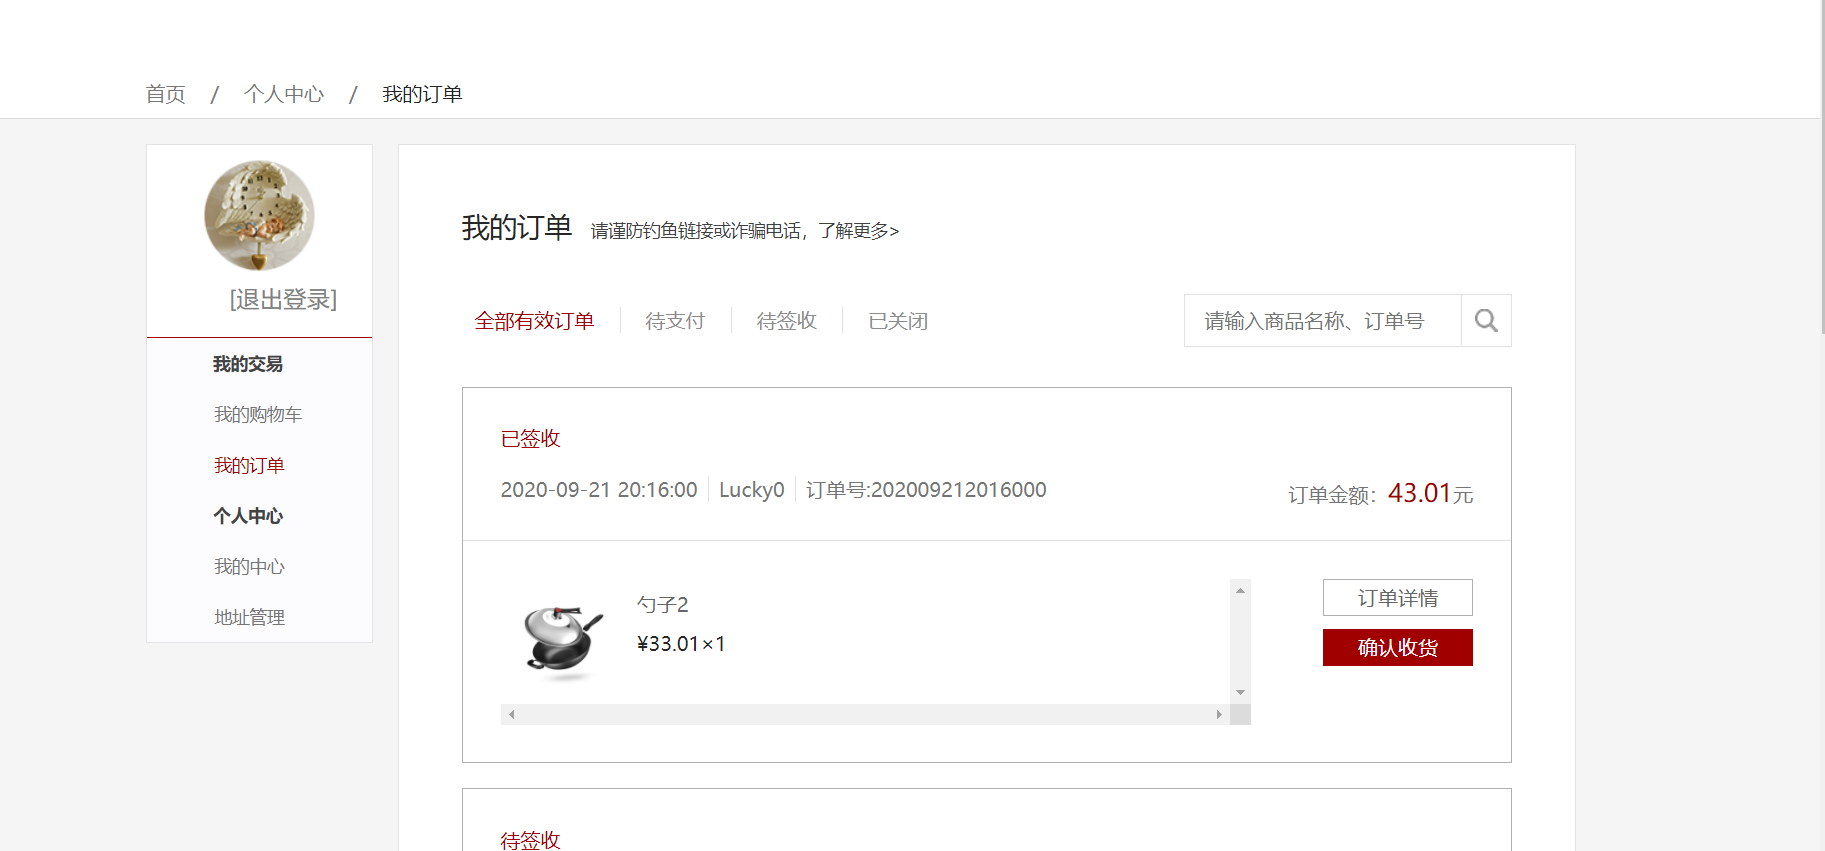 首页 / 个人中心 / 我的订单
[退出登录]
我的交易
我的购物车
我的订单
个人中心
我的中心
地址管理
我的订单 请谨防钓鱼链接或诈骗电话，了解更多>
全部有效订单 待支付 待签收 已关闭 请输入商品名称、订单号
已签收
2020-09-21 20:16:00 Lucky0 订单号:202009212016000 订单金额：43.01元
勺子2
¥33.01×1
订单详情
确认收货
待签收